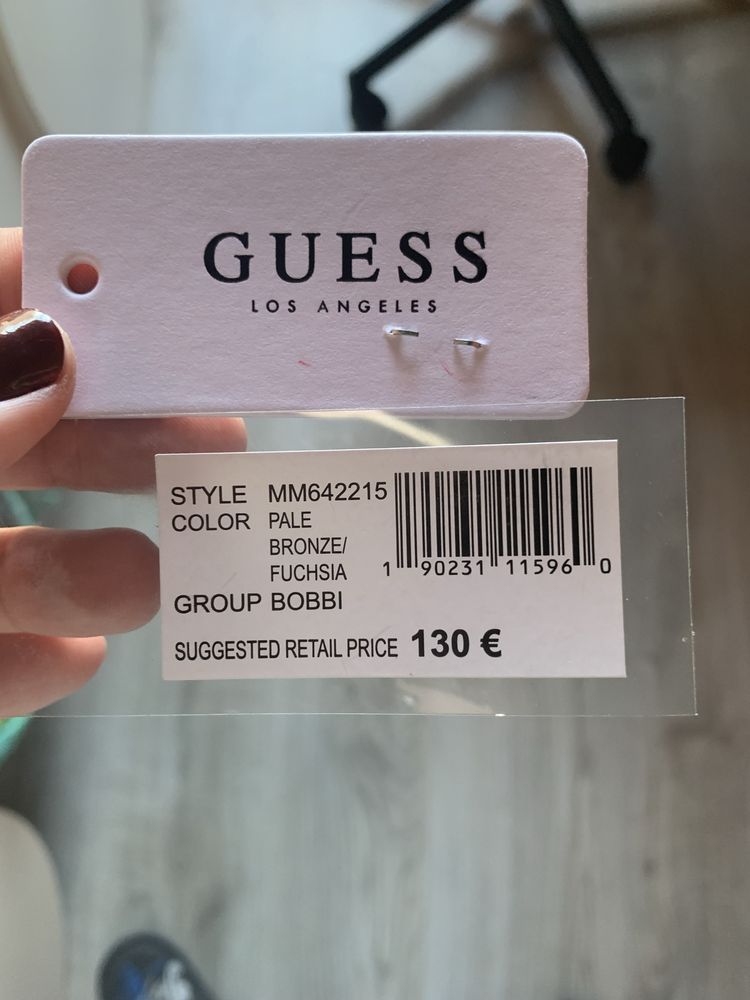 GUESS
LOS ANGELES
STYLE MM642215
COLOR PALE
BRONZE/
FUCHSIA
1 90231 11596 0
GROUP BOBBI
SUGGESTED RETAIL PRICE 130 €